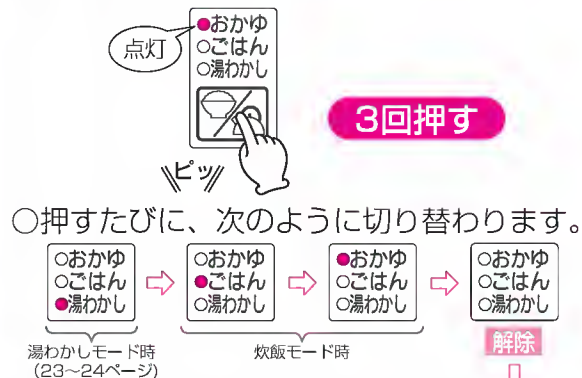 ●おかゆ
○ごはん
○湯わかし
点灯
3回押す
ピッ
○押すたびに、次のように切り替わります。
○おかゆ
○ごはん
●湯わかし
○おかゆ
●ごはん
○湯わかし
●おかゆ
○ごはん
○湯わかし
○おかゆ
○ごはん
○湯わかし
湯わかしモード時
(23~24ページ)
炊飯モード時
解除